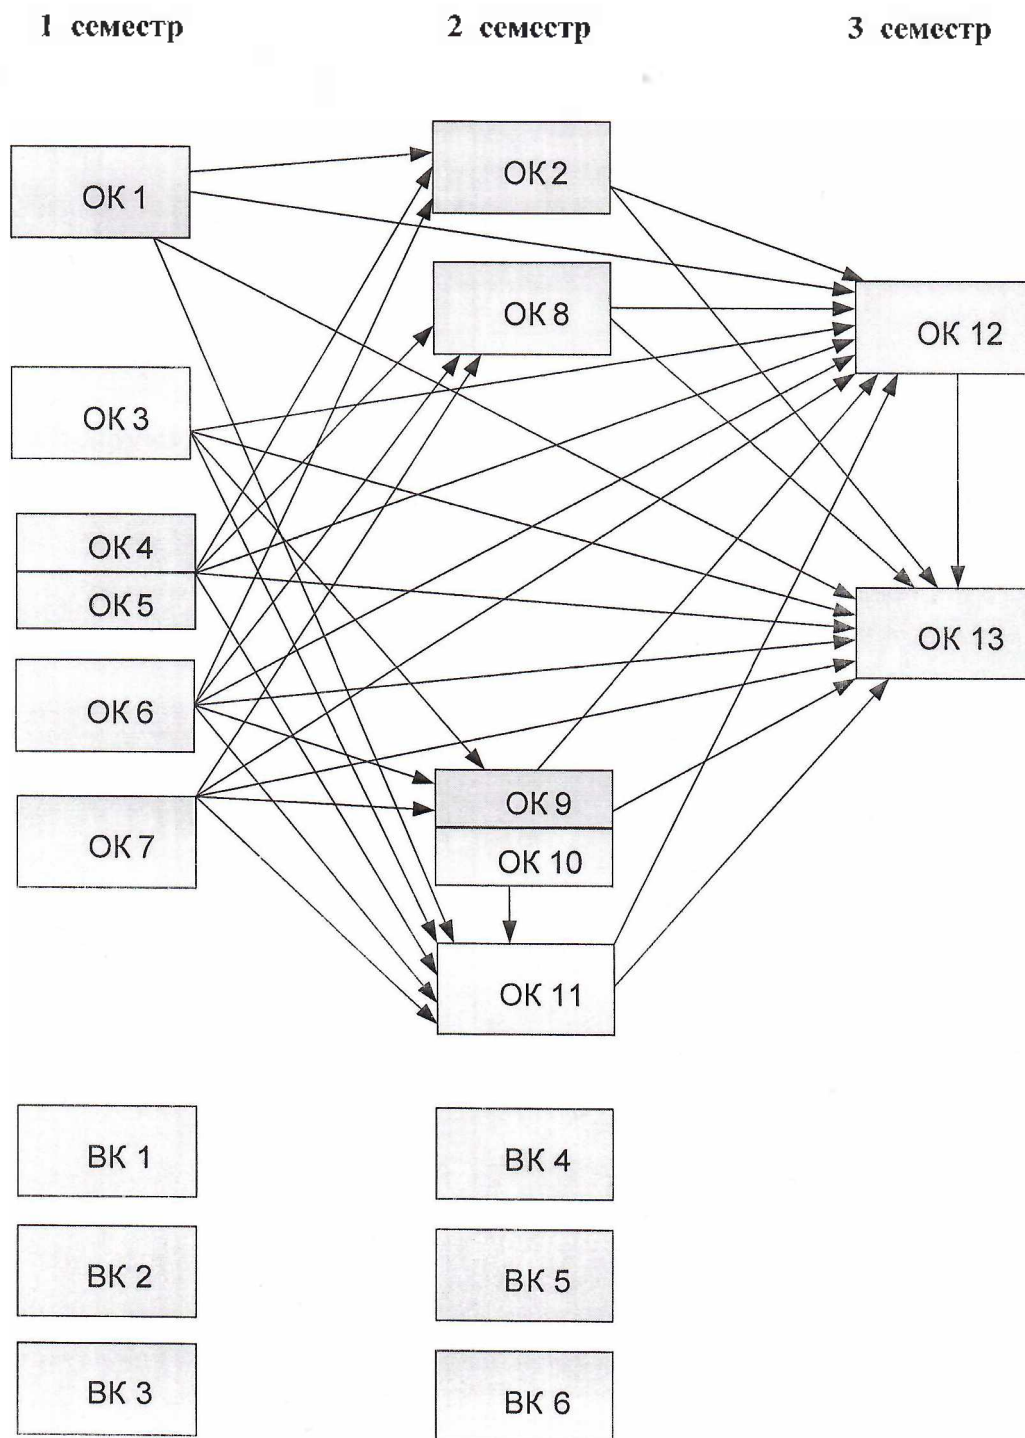 1 семестр
2 семестр
3 семестр
ОК 1
ОК 2
ОК 8
ОК 12
ОК 3
ОК 4
ОК 5
ОК 13
ОК 6
ОК 7
ОК 9
ОК 10
ОК 11
ВК 1
ВК 4
ВК 2
ВК 5
ВК 3
ВК 6